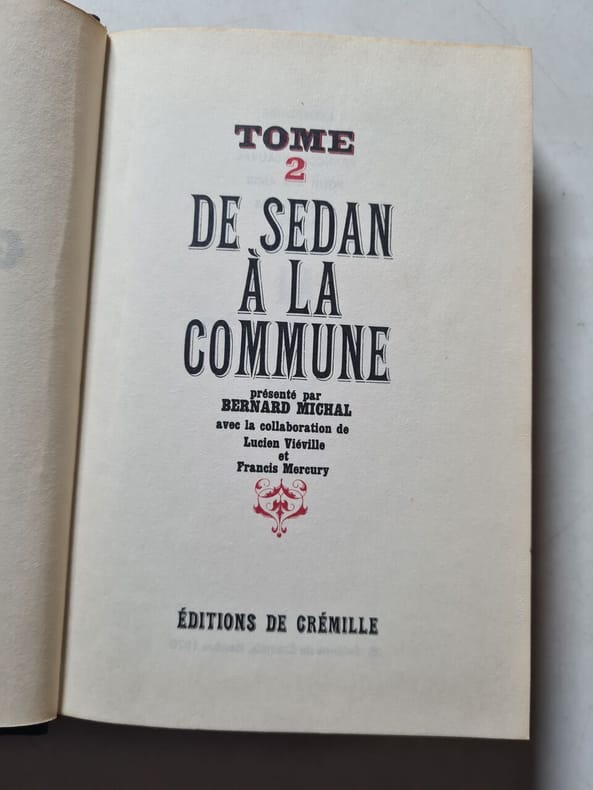 TOME
2
DE SEDAN
À LA
COMMUNE
présenté par
BERNARD MICHAL
avec la collaboration de
Lucien Viéville
et
Francis Mercury
ÉDITIONS DE CRÉMILLE